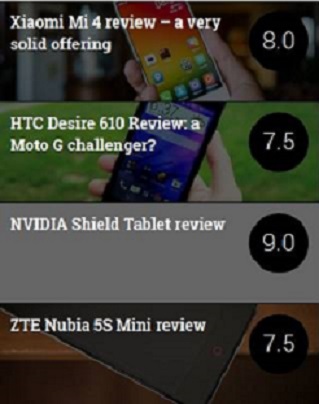 Xiaomi Mi 4 review – a very
solid offering
8.0
HTC Desire 610 Review: a
Moto G challenger?
7.5
NVIDIA Shield Tablet review
9.0
ZTE Nubia 5S Mini review
7.5